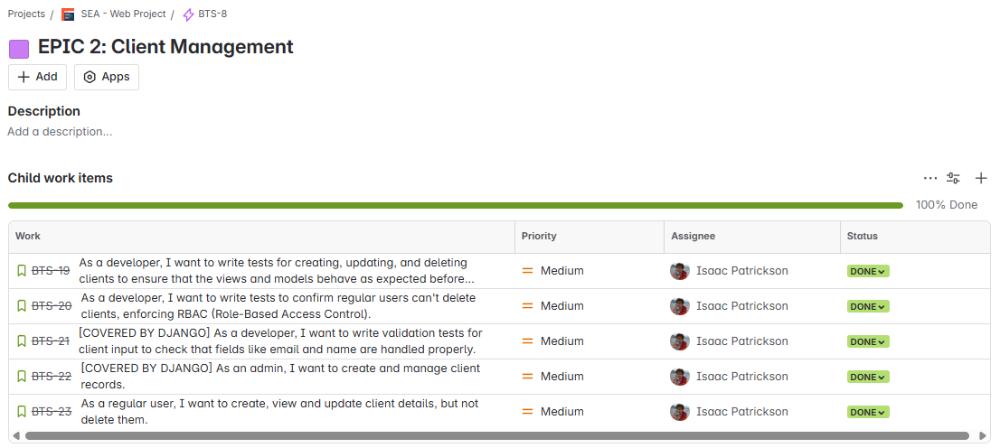 Projects / SEA - Web Project / BTS-8
EPIC 2: Client Management
Add Apps
Description
Add a description...
Child work items
100% Done
Work Priority Assignee Status
BTS-19 As a developer, I want to write tests for creating, updating, and deleting
clients to ensure that the views and models behave as expected before...
Medium Isaac Patrickson DONE
BTS-20 As a developer, I want to write tests to confirm regular users can't delete
clients, enforcing RBAC (Role-Based Access Control).
Medium Isaac Patrickson DONE
BTS-21 [COVERED BY DJANGO] As a developer, I want to write validation tests for
client input to check that fields like email and name are handled properly.
Medium Isaac Patrickson DONE
BTS-22 [COVERED BY DJANGO] As an admin, I want to create and manage client
records.
Medium Isaac Patrickson DONE
BTS-23 As a regular user, I want to create, view and update client details, but not
delete them.
Medium Isaac Patrickson DONE